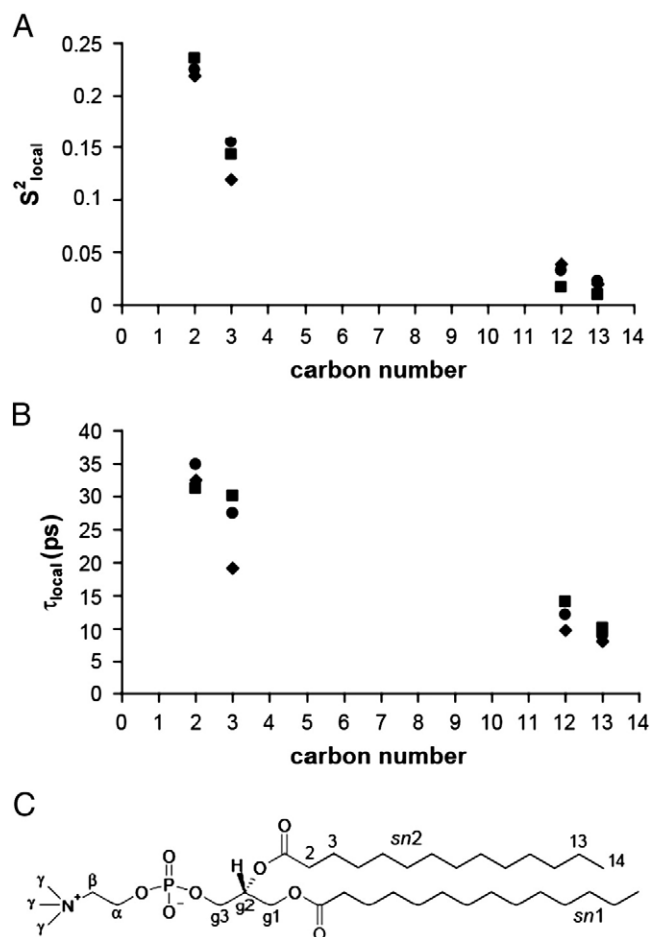 A
S²local
0.25
0.2
0.15
0.1
0.05
0
0 1 2 3 4 5 6 7 8 9 10 11 12 13 14
carbon number
B
τlocal (ps)
40
35
30
25
20
15
10
5
0
0 1 2 3 4 5 6 7 8 9 10 11 12 13 14
carbon number
C
O
3 sn2 13
H 2 14
O
γ β O P O O
γ N⁺ α O O⁻ g3 g2 g1 O
γ O sn1